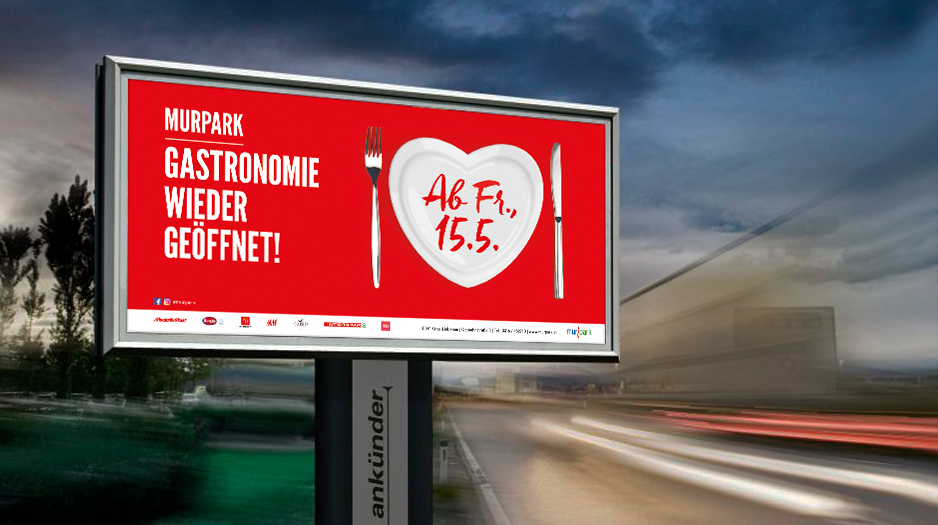 MURPARK
GASTRONOMIE
WIEDER
GEÖFFNET!
Ab Fr.,
15.5.
MediaMarkt
murpark
ankünder